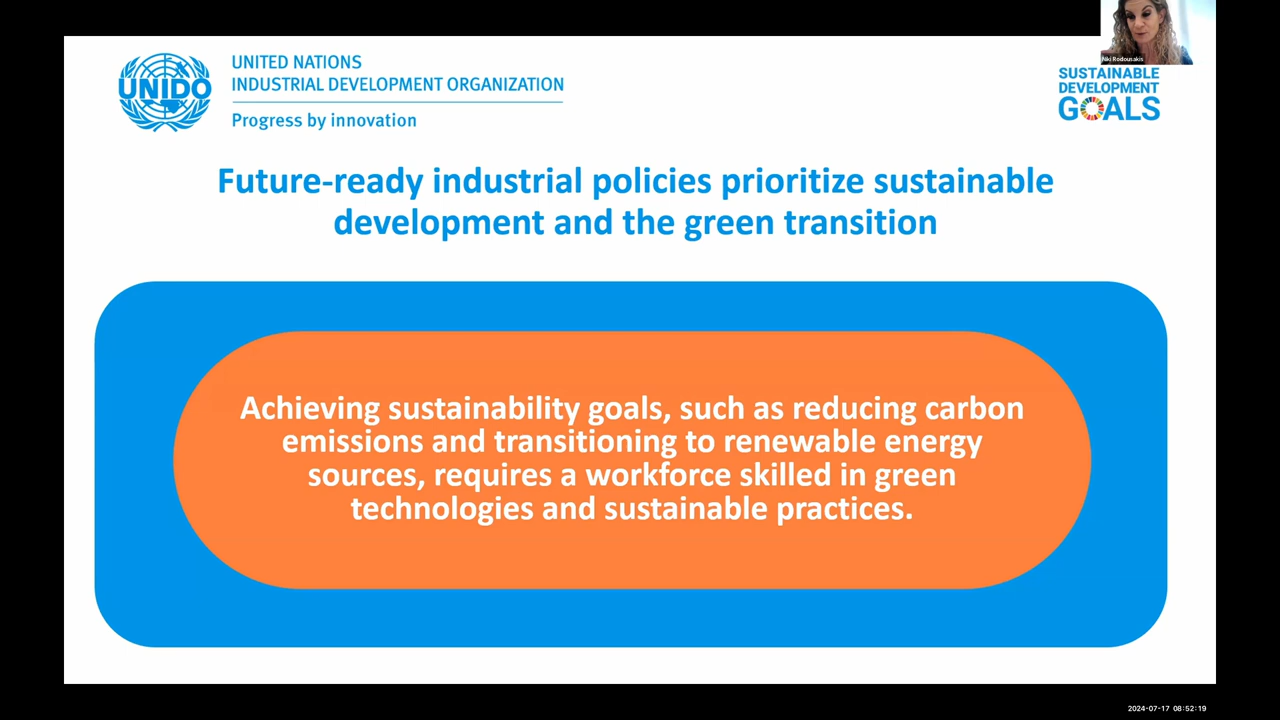 UNIDO
UNITED NATIONS
INDUSTRIAL DEVELOPMENT ORGANIZATION
Progress by innovation
Niki Rodousakis
SUSTAINABLE
DEVELOPMENT
GOALS
Future-ready industrial policies prioritize sustainable
development and the green transition
Achieving sustainability goals, such as reducing carbon
emissions and transitioning to renewable energy
sources, requires a workforce skilled in green
technologies and sustainable practices.
2024-07-17 08:52:19